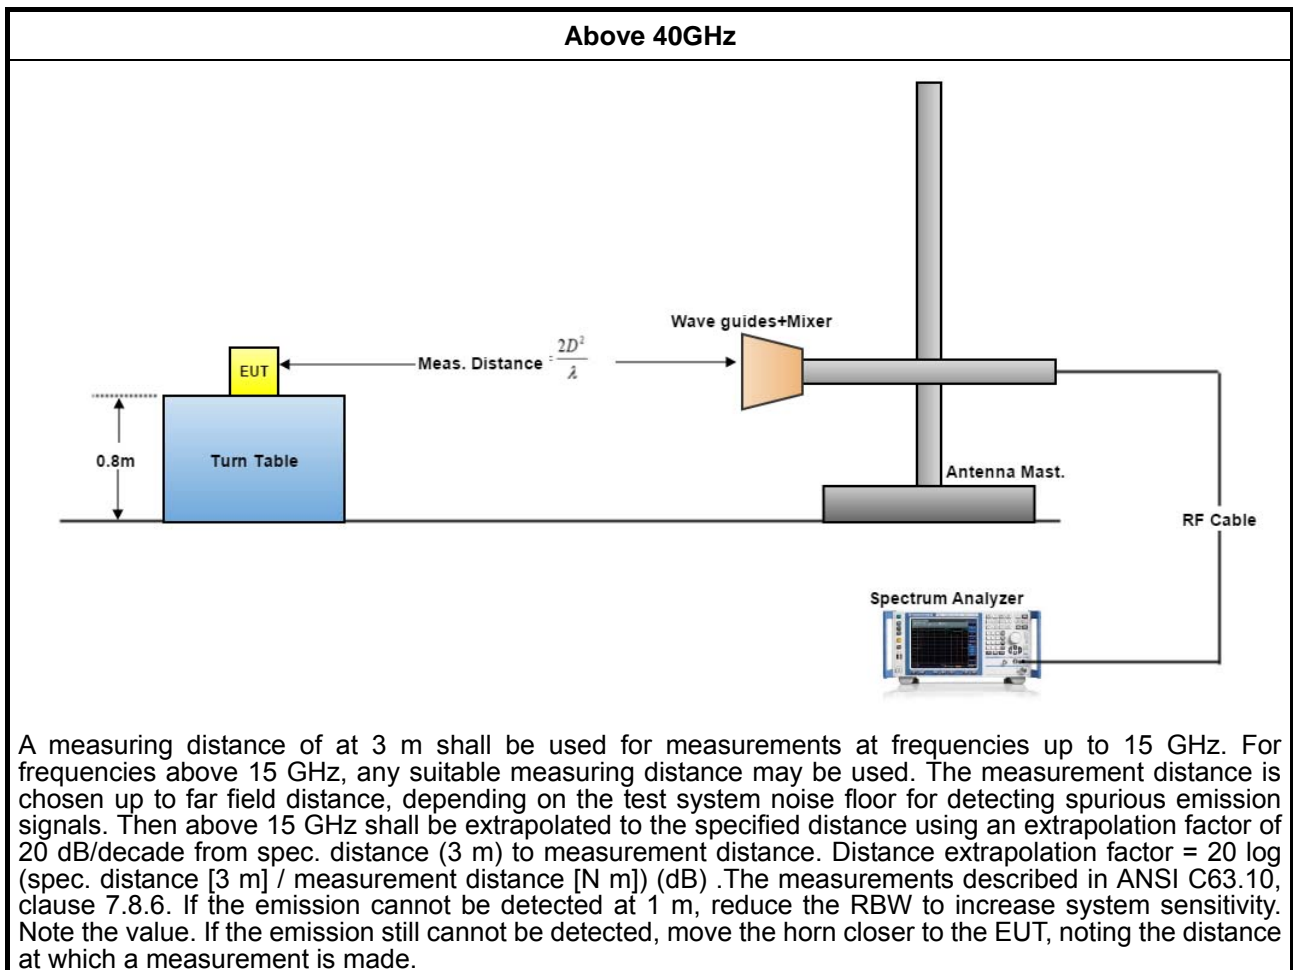 Above 40GHz
Wave guides+Mixer
EUT
Meas. Distance = 2D² / λ
0.8m
Turn Table
Antenna Mast.
RF Cable
Spectrum Analyzer
A measuring distance of at 3 m shall be used for measurements at frequencies up to 15 GHz. For
frequencies above 15 GHz, any suitable measuring distance may be used. The measurement distance is
chosen up to far field distance, depending on the test system noise floor for detecting spurious emission
signals. Then above 15 GHz shall be extrapolated to the specified distance using an extrapolation factor of
20 dB/decade from spec. distance (3 m) to measurement distance. Distance extrapolation factor = 20 log
(spec. distance [3 m] / measurement distance [N m]) (dB) .The measurements described in ANSI C63.10,
clause 7.8.6. If the emission cannot be detected at 1 m, reduce the RBW to increase system sensitivity.
Note the value. If the emission still cannot be detected, move the horn closer to the EUT, noting the distance
at which a measurement is made.